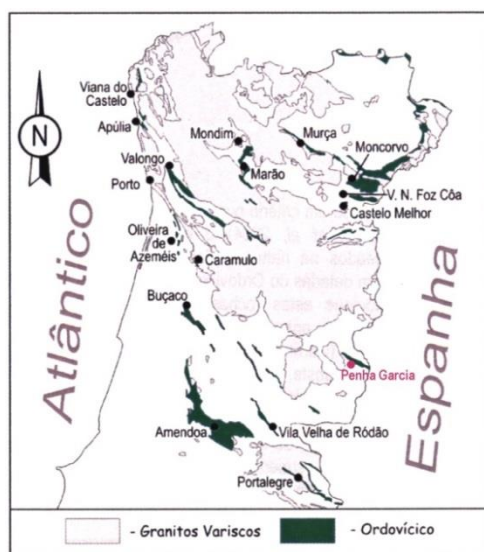 Viana do
Castelo
Apúlia
N
Mondim
Murça
Moncorvo
Valongo
Porto
Marão
V. N. Foz Côa
Castelo Melhor
Oliveira
de
Azeméis
Caramulo
Buçaco
Atlântico
Espanha
Penha Garcia
Amendoa
Vila Velha de Ródão
Portalegre
- Granitos Variscos
- Ordovícico